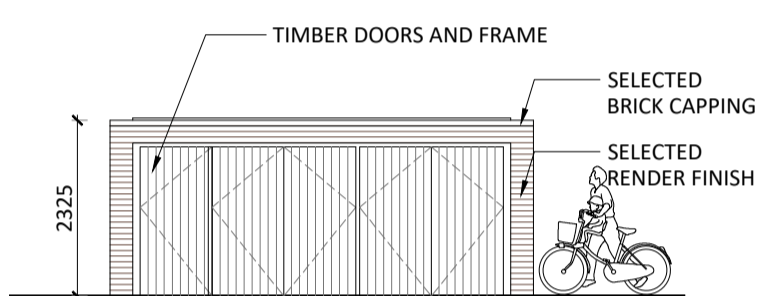 TIMBER DOORS AND FRAME
SELECTED
BRICK CAPPING
SELECTED
RENDER FINISH
2325